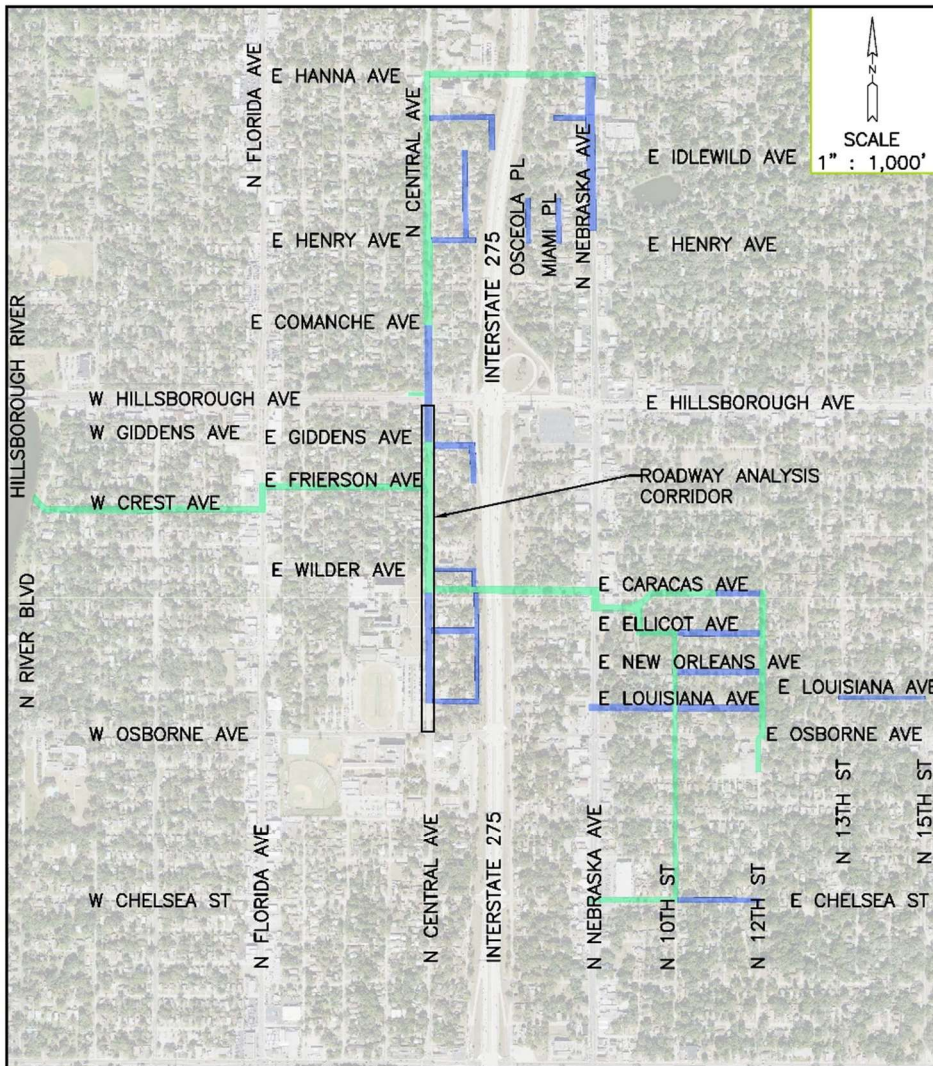 N
SCALE
1" : 1,000'
N FLORIDA AVE
E HANNA AVE
N CENTRAL AVE
E IDLEWILD AVE
OSCEOLA PL
MIAMI PL
N NEBRASKA AVE
E HENRY AVE
E HENRY AVE
INTERSTATE 275
HILLSBOROUGH RIVER
E COMANCHE AVE
W HILLSBOROUGH AVE
E HILLSBOROUGH AVE
W GIDDENS AVE
E GIDDENS AVE
E FRIERSON AVE
ROADWAY ANALYSIS
CORRIDOR
W CREST AVE
E WILDER AVE
E CARACAS AVE
N RIVER BLVD
E ELLICOT AVE
E NEW ORLEANS AVE
E LOUISIANA AVE
E LOUISIANA AVE
W OSBORNE AVE
E OSBORNE AVE
N 13TH ST
N 15TH ST
N FLORIDA AVE
N CENTRAL AVE
INTERSTATE 275
N NEBRASKA AVE
N 10TH ST
N 12TH ST
W CHELSEA ST
E CHELSEA ST